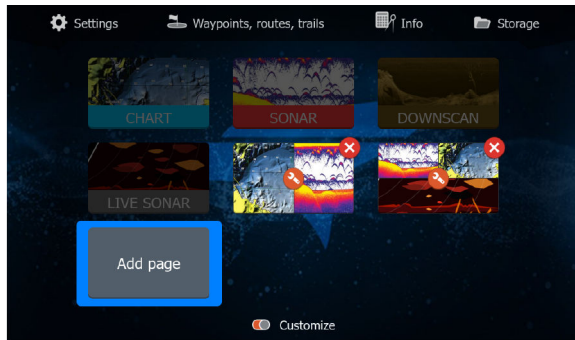 Settings
Waypoints, routes, trails
Info
Storage
CHART
SONAR
DOWNSCAN
LIVE SONAR
Add page
Customize